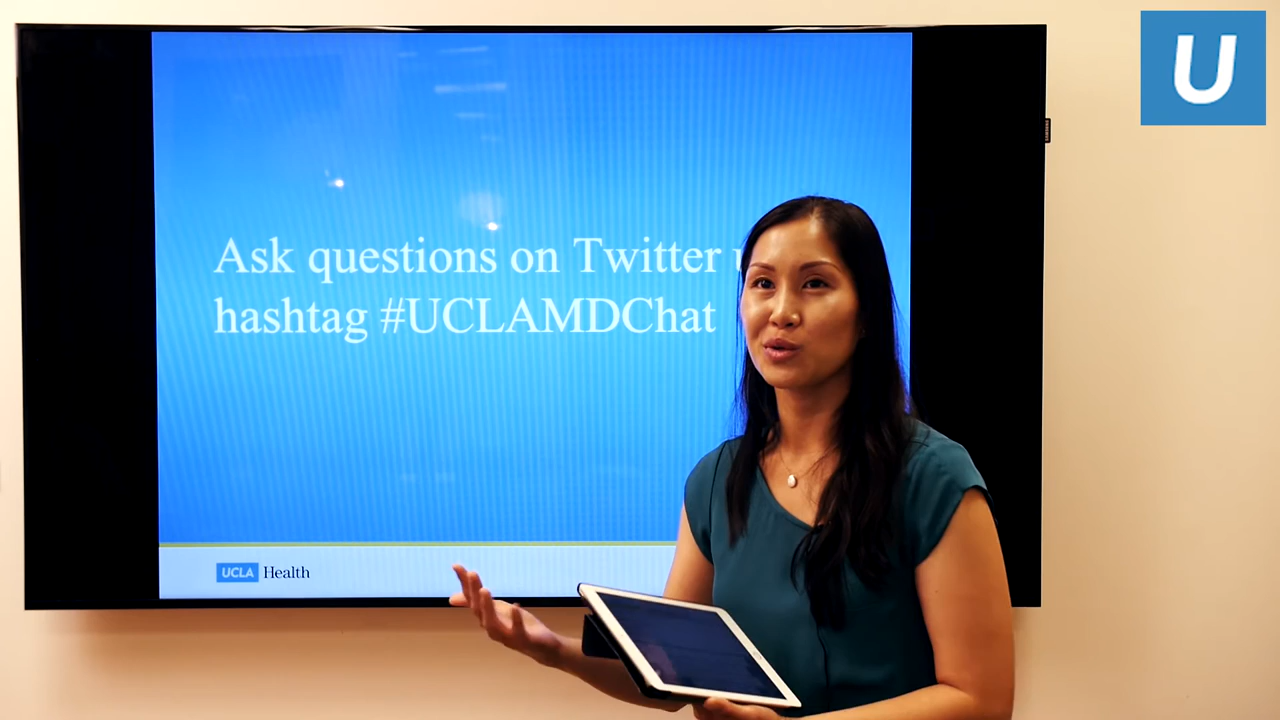 Ask questions on Twitter
hashtag #UCLAMDChat
UCLA Health
U